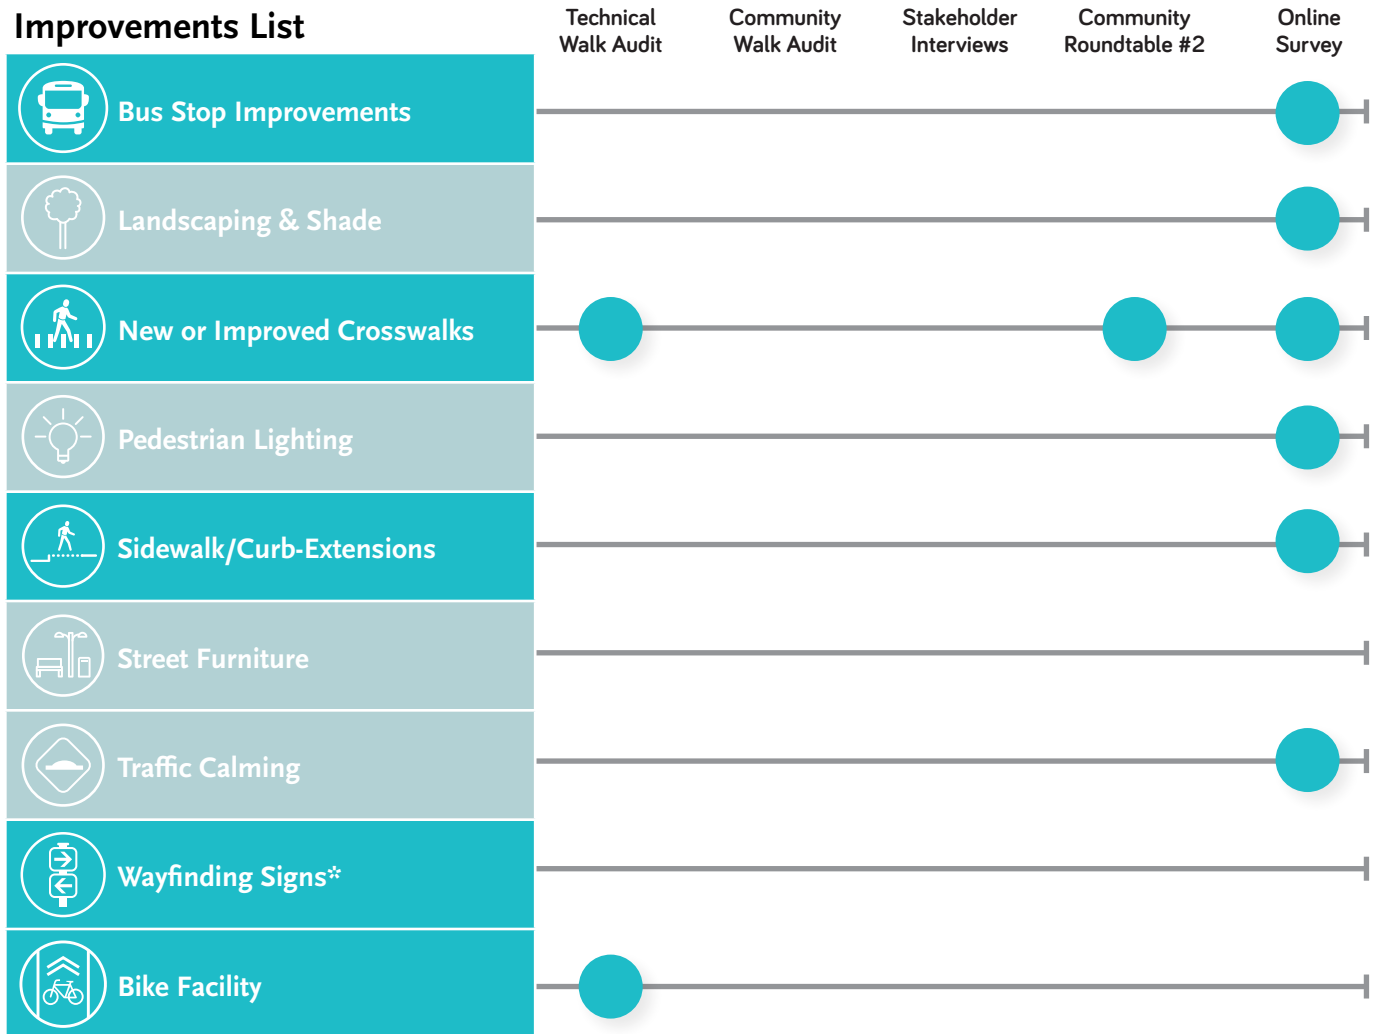 Improvements List
Technical
Walk Audit
Community
Walk Audit
Stakeholder
Interviews
Community
Roundtable #2
Online
Survey
Bus Stop Improvements
Landscaping & Shade
New or Improved Crosswalks
Pedestrian Lighting
Sidewalk/Curb-Extensions
Street Furniture
Traffic Calming
Wayfinding Signs*
Bike Facility